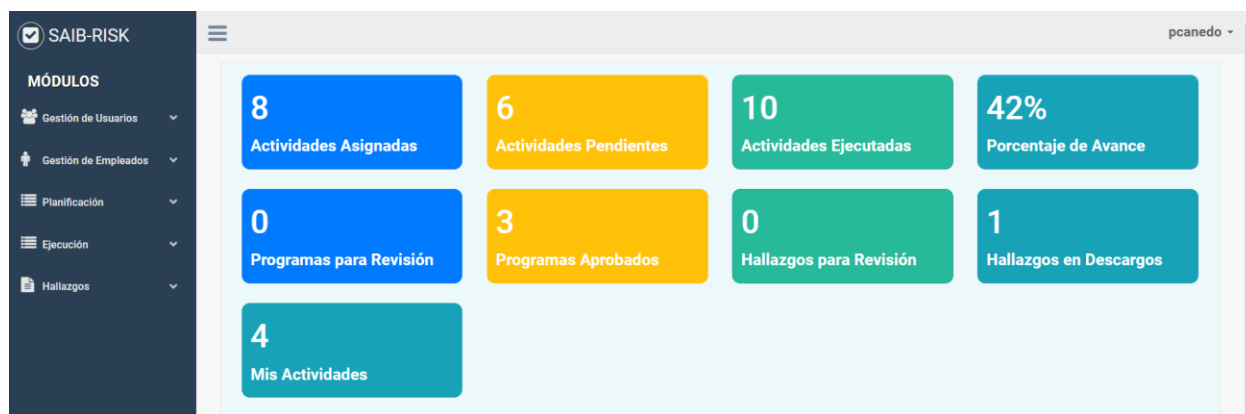 SAIB-RISK
pcanedo
MÓDULOS
Gestión de Usuarios
Gestión de Empleados
Planificación
Ejecución
Hallazgos
8
Actividades Asignadas
6
Actividades Pendientes
10
Actividades Ejecutadas
42%
Porcentaje de Avance
0
Programas para Revisión
3
Programas Aprobados
0
Hallazgos para Revisión
1
Hallazgos en Descargos
4
Mis Actividades